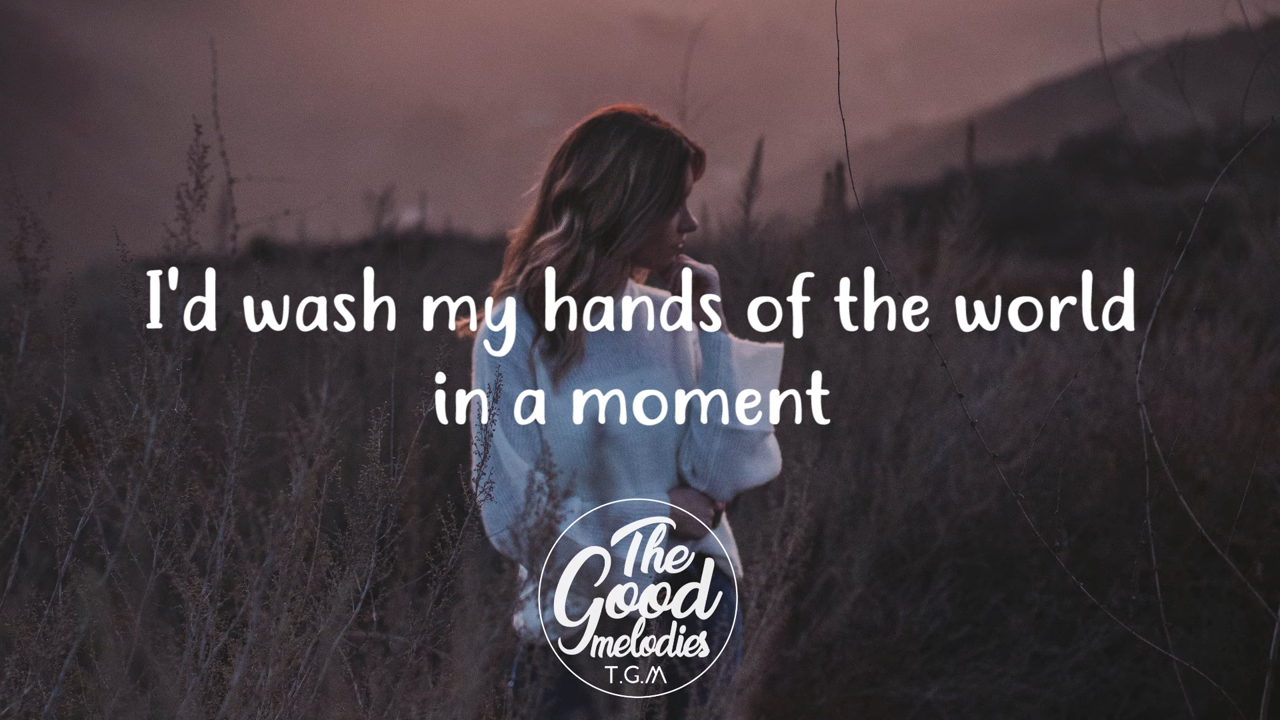 I'd wash my hands of the world
in a moment
The
Good
melodies
T.G.M